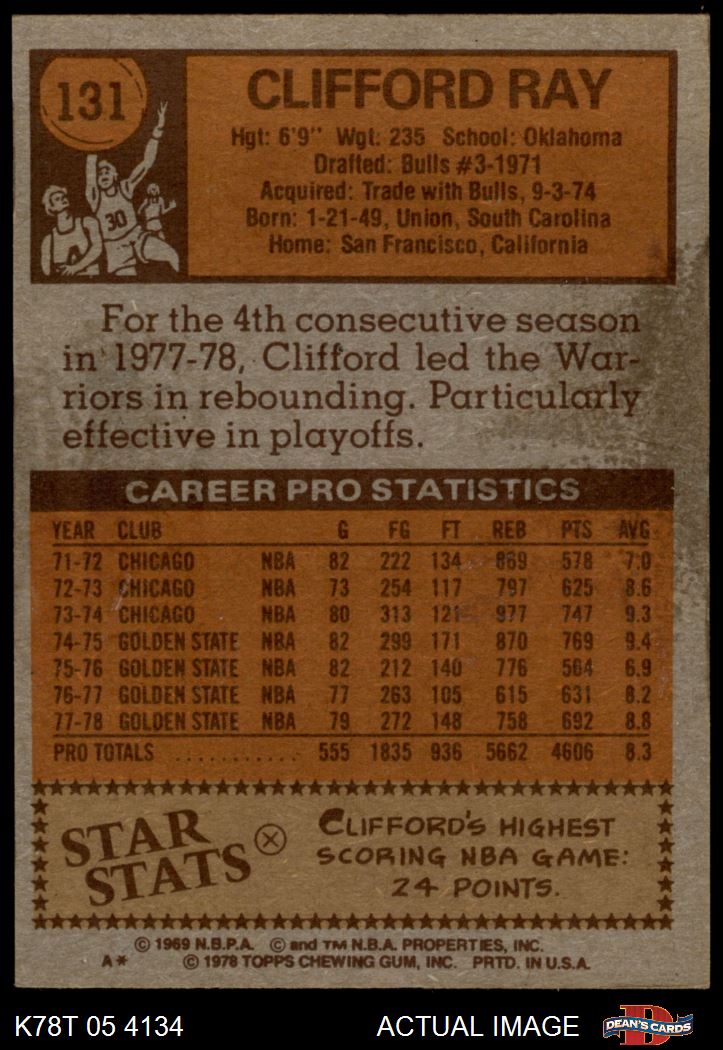 131
30
CLIFFORD RAY
Hgt: 6'9" Wgt: 235 School: Oklahoma
Drafted: Bulls #3-1971
Acquired: Trade with Bulls, 9-3-74
Born: 1-21-49, Union, South Carolina
Home: San Francisco, California
For the 4th consecutive season
in 1977-78, Clifford led the War-
riors in rebounding. Particularly
effective in playoffs.
CAREER PRO STATISTICS
YEAR CLUB G FG FT REB PTS AVG
71-72 CHICAGO NBA 82 222 134 869 578 7.0
72-73 CHICAGO NBA 73 254 117 797 625 8.6
73-74 CHICAGO NBA 80 313 121 977 747 9.3
74-75 GOLDEN STATE NBA 82 299 171 870 769 9.4
75-76 GOLDEN STATE NBA 82 212 140 776 564 6.9
76-77 GOLDEN STATE NBA 77 263 105 615 631 8.2
77-78 GOLDEN STATE NBA 79 272 148 758 692 8.8
PRO TOTALS ........... 555 1835 936 5662 4606 8.3
STAR
STATS
CLIFFORD'S HIGHEST
SCORING NBA GAME:
24 POINTS.
© 1969 N.B.P.A. © and TM N.B.A. PROPERTIES, INC.
A* © 1978 TOPPS CHEWING GUM, INC. PRTD. IN U.S.A.
K78T 05 4134 ACTUAL IMAGE D DEAN'S CARDS